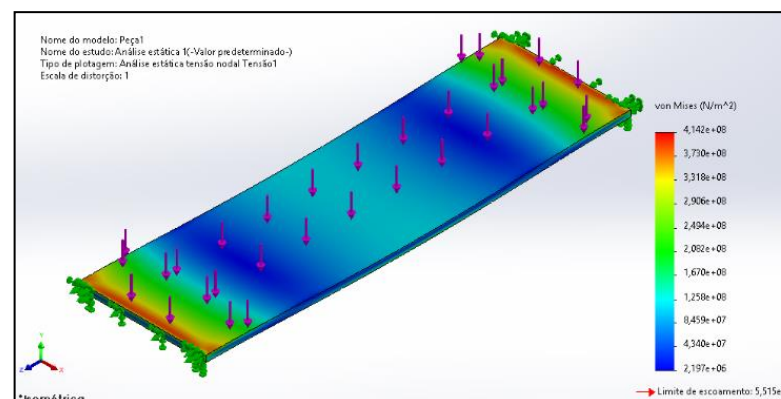 Nome do modelo: Peça1
Nome do estudo: Análise estática 1(-Valor predeterminado-)
Tipo de plotagem: Análise estática tensão nodal Tensão1
Escala de distorção: 1
von Mises (N/m^2)
4,142e+08
3,730e+08
3,318e+08
2,906e+08
2,494e+08
2,082e+08
1,670e+08
1,258e+08
8,459e+07
4,340e+07
2,197e+06
Limite de escoamento: 5,515e
Y
Z
X
*Isométrica